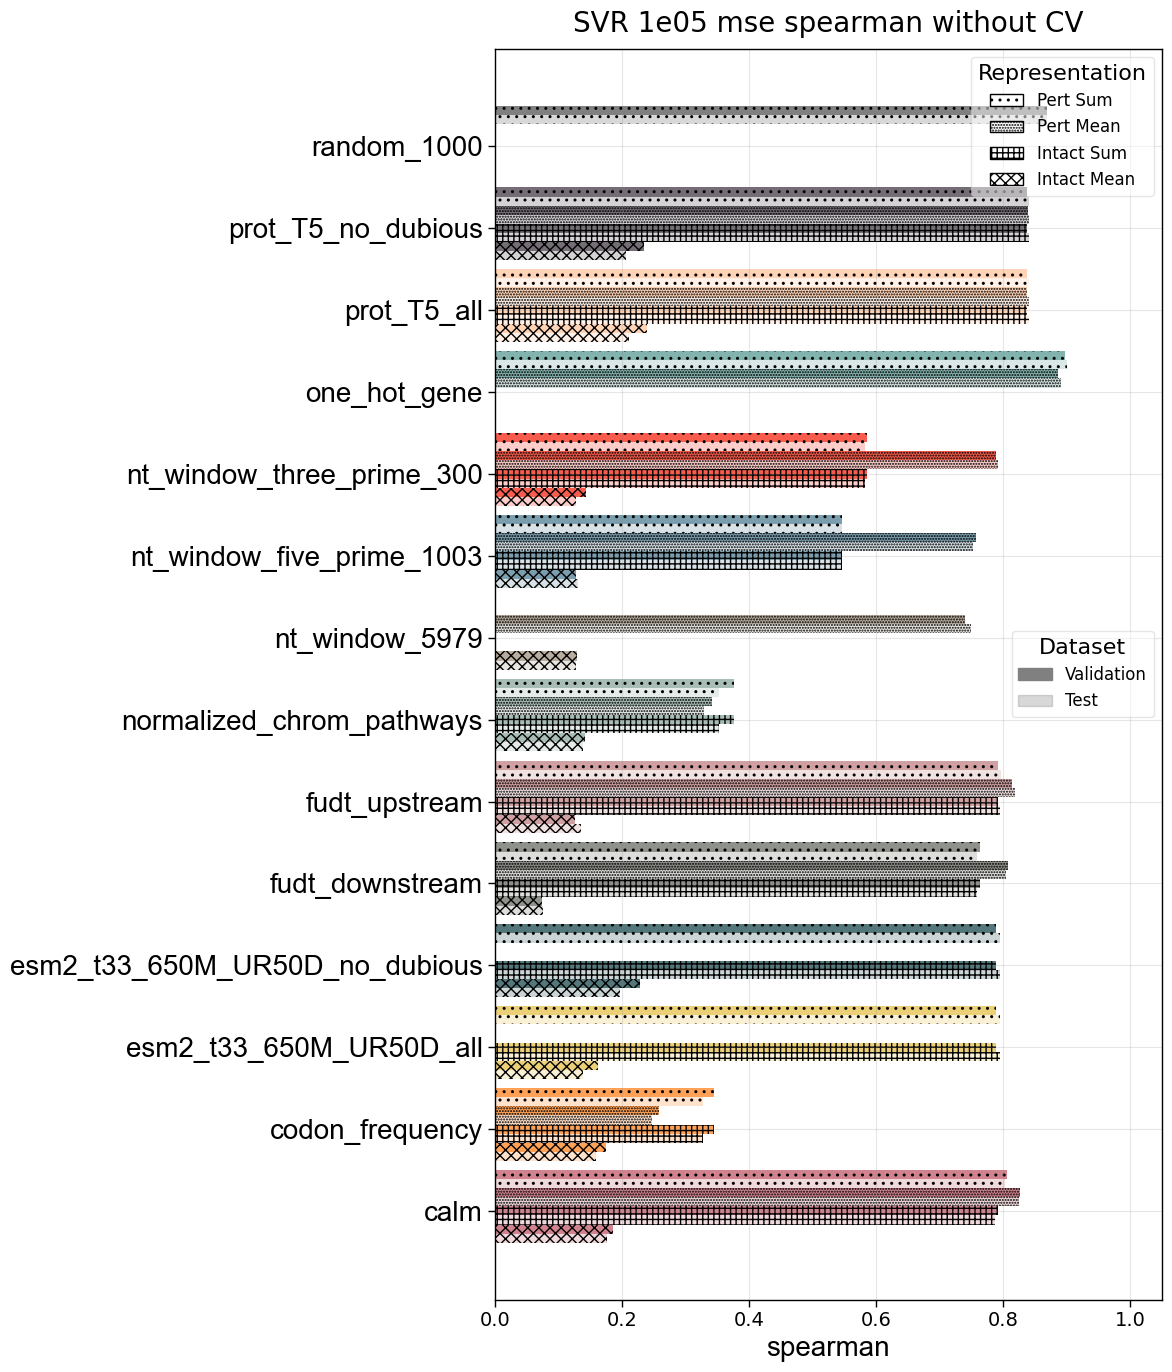 SVR 1e05 mse spearman without CV
Representation
Pert Sum
Pert Mean
Intact Sum
Intact Mean
random_1000
prot_T5_no_dubious
prot_T5_all
one_hot_gene
nt_window_three_prime_300
nt_window_five_prime_1003
nt_window_5979
Dataset
Validation
Test
normalized_chrom_pathways
fudt_upstream
fudt_downstream
esm2_t33_650M_UR50D_no_dubious
esm2_t33_650M_UR50D_all
codon_frequency
calm
0.0 0.2 0.4 0.6 0.8 1.0
spearman